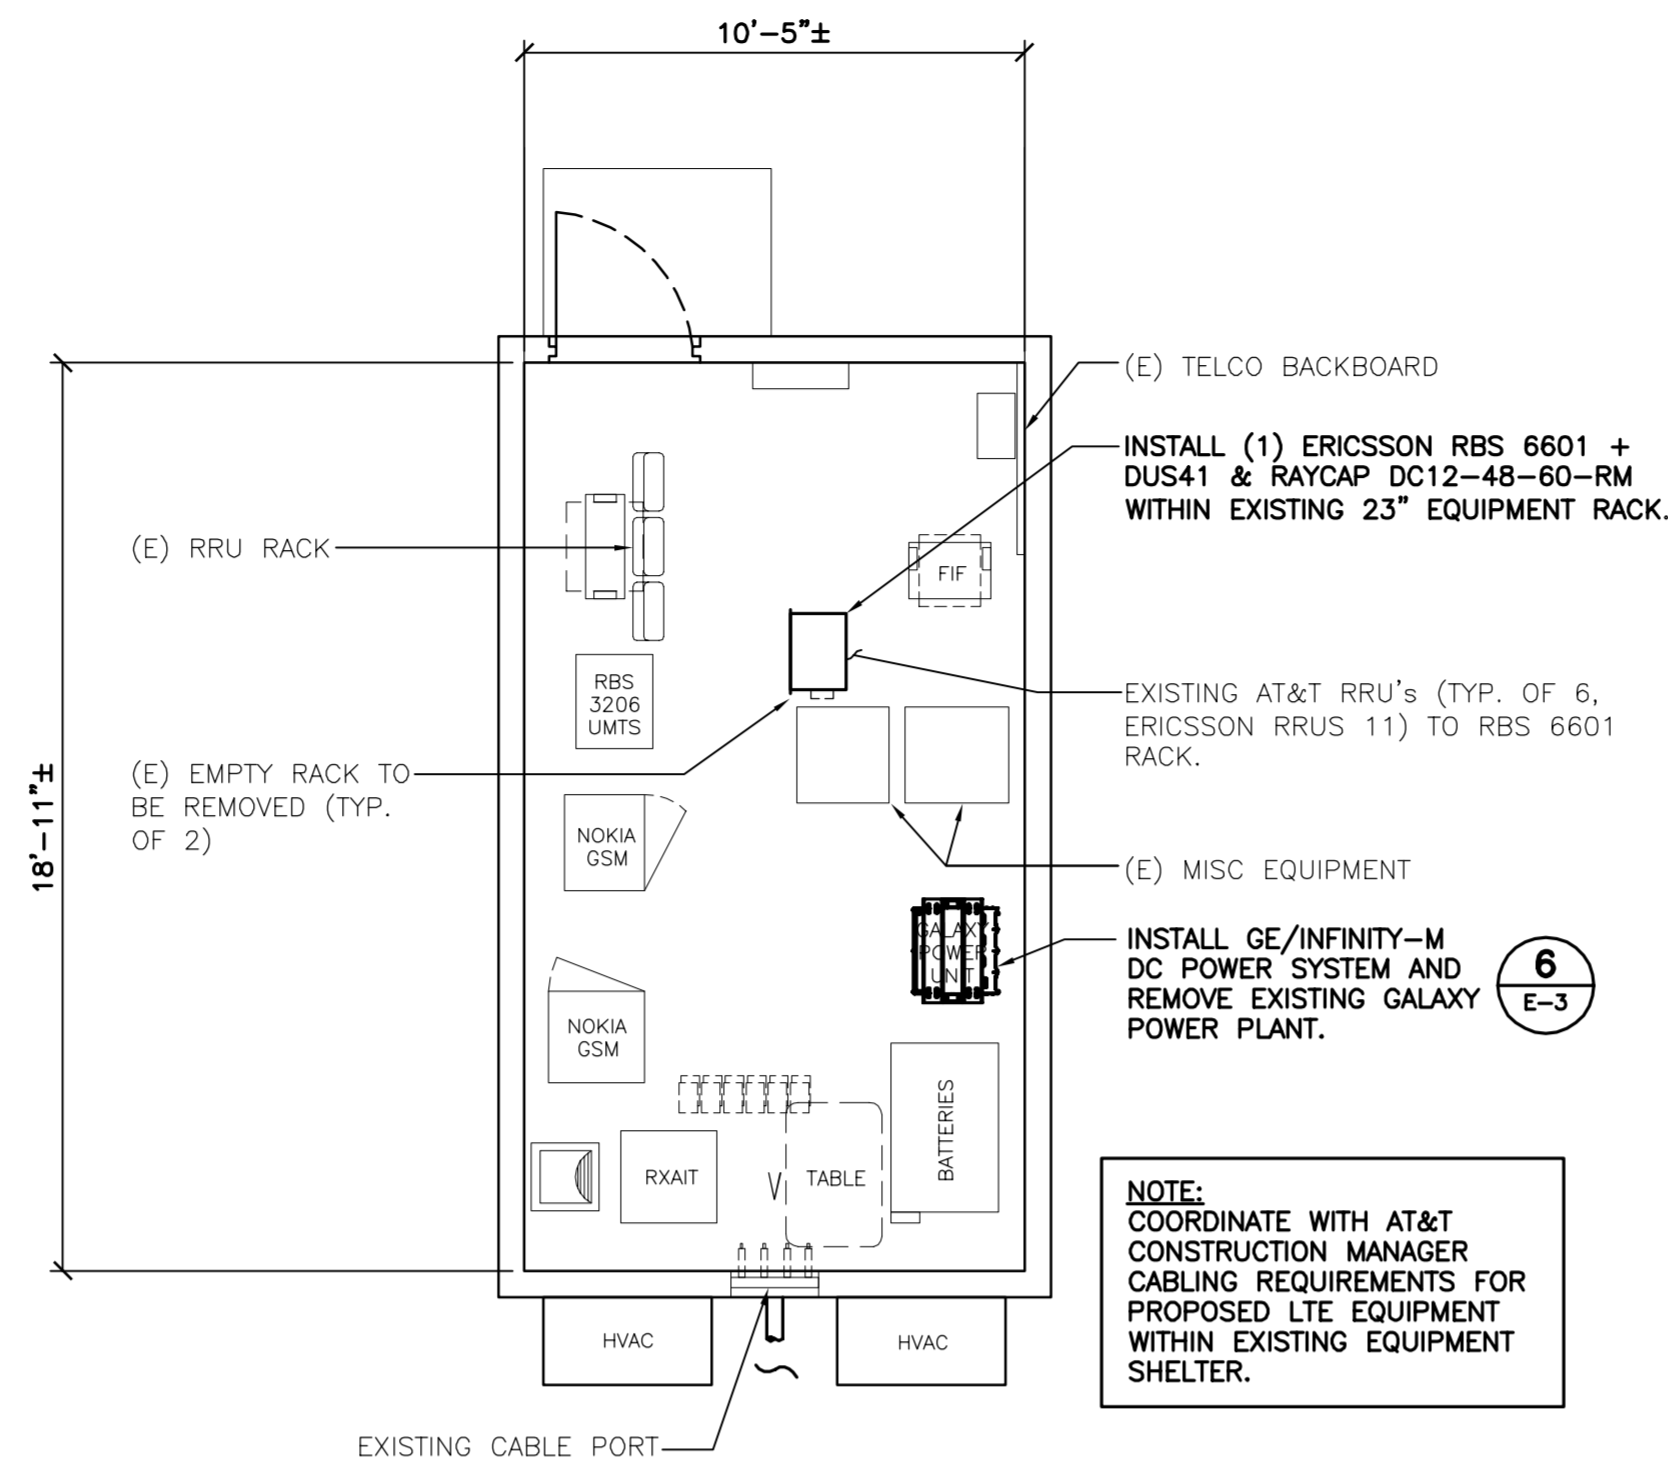 10'-5"±
(E) TELCO BACKBOARD
INSTALL (1) ERICSSON RBS 6601 +
DUS41 & RAYCAP DC12-48-60-RM
WITHIN EXISTING 23" EQUIPMENT RACK.
(E) RRU RACK
FIF
RBS
3206
UMTS
EXISTING AT&T RRU's (TYP. OF 6,
ERICSSON RRUS 11) TO RBS 6601
RACK.
(E) EMPTY RACK TO
BE REMOVED (TYP.
OF 2)
18'-11"±
NOKIA
GSM
(E) MISC EQUIPMENT
GALAXY
POWER
UNIT
INSTALL GE/INFINITY-M
DC POWER SYSTEM AND
REMOVE EXISTING GALAXY
POWER PLANT.
6
E-3
NOKIA
GSM
BATTERIES
RXAIT
V
TABLE
NOTE:
COORDINATE WITH AT&T
CONSTRUCTION MANAGER
CABLING REQUIREMENTS FOR
PROPOSED LTE EQUIPMENT
WITHIN EXISTING EQUIPMENT
SHELTER.
HVAC
HVAC
EXISTING CABLE PORT